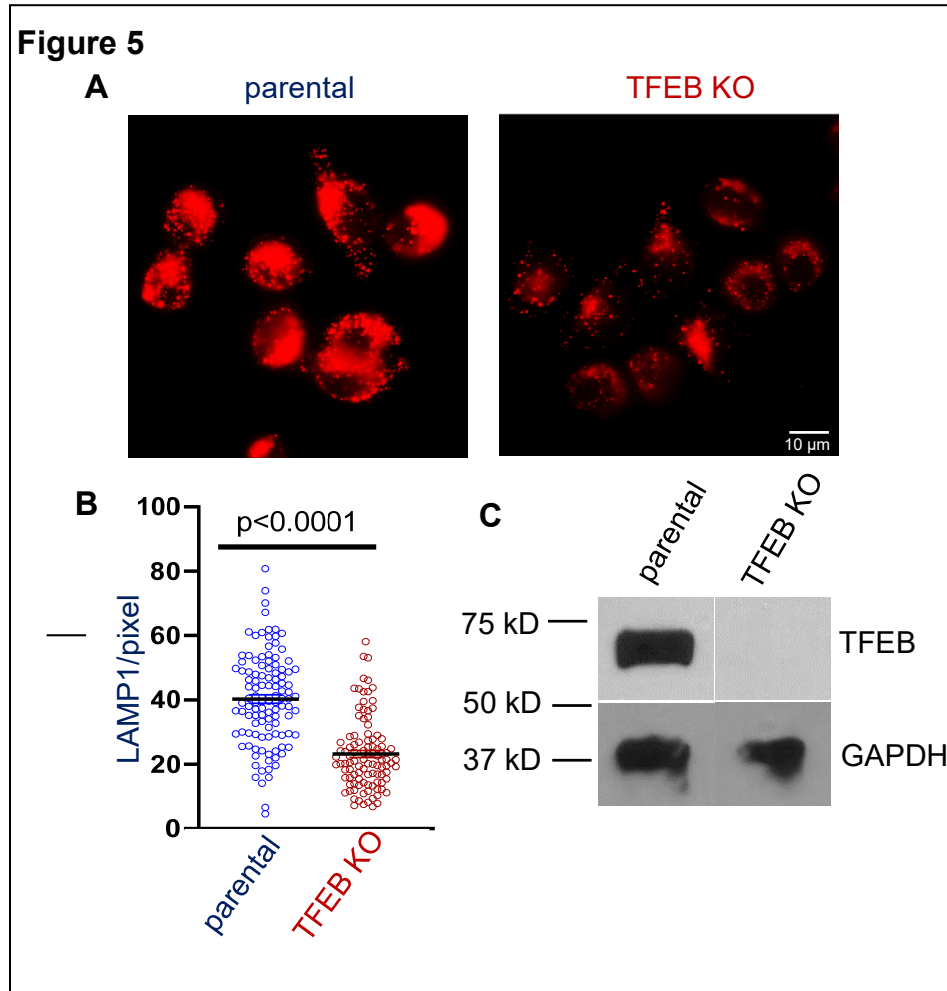 Figure 5
A
parental
TFEB KO
10 µm
B
LAMP1/pixel
100
80
60
40
20
0
p<0.0001
parental
TFEB KO
C
parental
TFEB KO
75 kD
50 kD
37 kD
TFEB
GAPDH